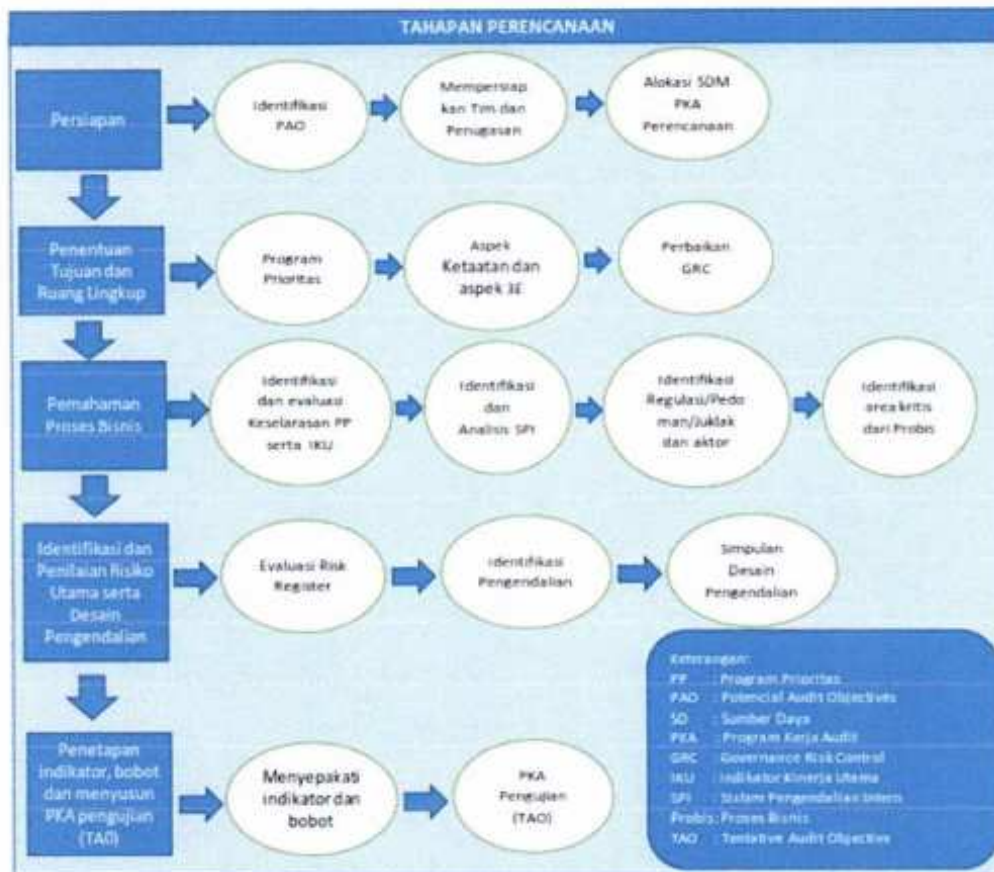 TAHAPAN PERENCANAAN
Persiapan
Identifikasi
PAO
Mempersiap
kan Tim dan
Penugasan
Alokasi SDM
PKA
Perencanaan
Penentuan
Tujuan dan
Ruang Lingkup
Program
Prioritas
Aspek
Ketaatan dan
aspek 3E
Perbaikan
GRC
Pemahaman
Proses Bisnis
Identifikasi
dan evaluasi
Keselarasan PP
serta IKU
Identifikasi
dan
Analisis SPI
Identifikasi
Regulasi/Pedo
man/Juklak
dan aktor
Identifikasi
area kritis
dari Probis
Identifikasi dan
Penilaian Risiko
Utama serta
Desain
Pengendalian
Evaluasi Risk
Register
Identifikasi
Pengendalian
Simpulan
Desain
Pengendalian
Penetapan
indikator, bobot
dan menyusun
PKA pengujian
(TAO)
Menyepakati
indikator dan
bobot
PKA
Pengujian
(TAO)
Keterangan:
PP : Program Prioritas
PAO : Potencial Audit Objectives
SD : Sumber Daya
PKA : Program Kerja Audit
GRC : Governance Risk Control
IKU : Indikator Kinerja Utama
SPI : Sistem Pengendalian Intern
Probis: Proses Bisnis
TAO : Tentative Audit Objective